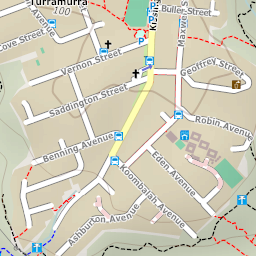 Turramurra
Buller Street
Cove Street
Vernon Street
Maxwell S
Geoffrey Street
Saddington Street
Robin Avenue
Benning Avenue
Eden Avenue
Koombalah Avenue
Ashburton Avenue